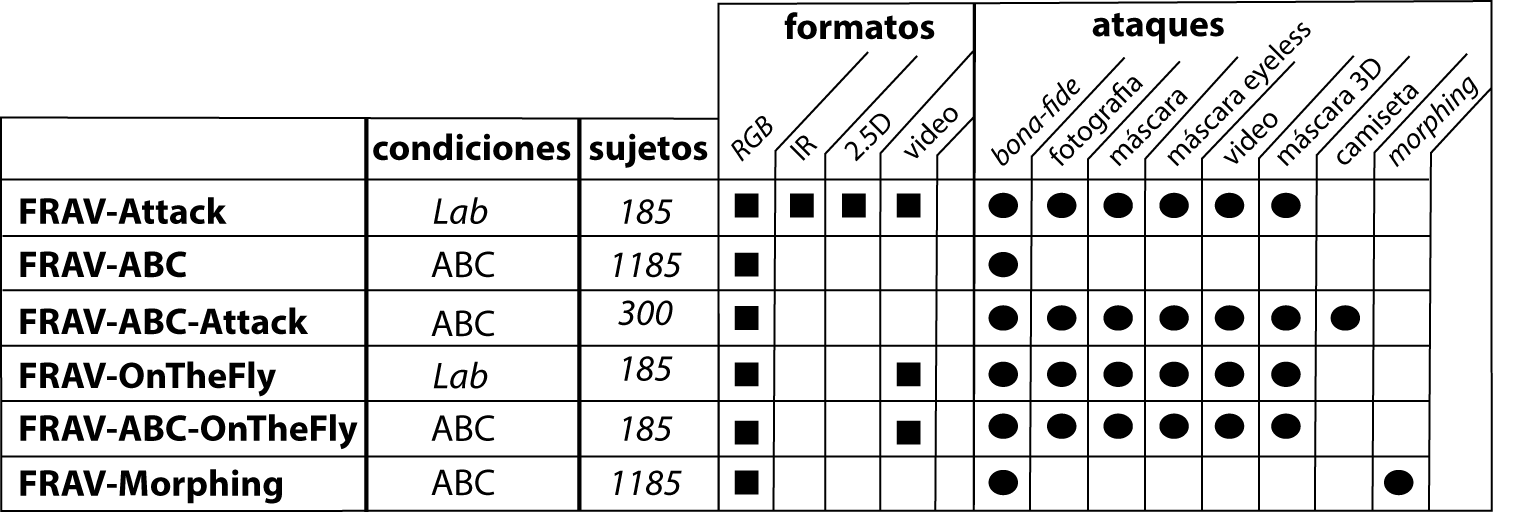 formatos ataques
RGB IR 2.5D video bona-fide fotografia máscara máscara eyeless video máscara 3D camiseta morphing
condiciones sujetos
FRAV-Attack Lab 185
FRAV-ABC ABC 1185
FRAV-ABC-Attack ABC 300
FRAV-OnTheFly Lab 185
FRAV-ABC-OnTheFly ABC 185
FRAV-Morphing ABC 1185